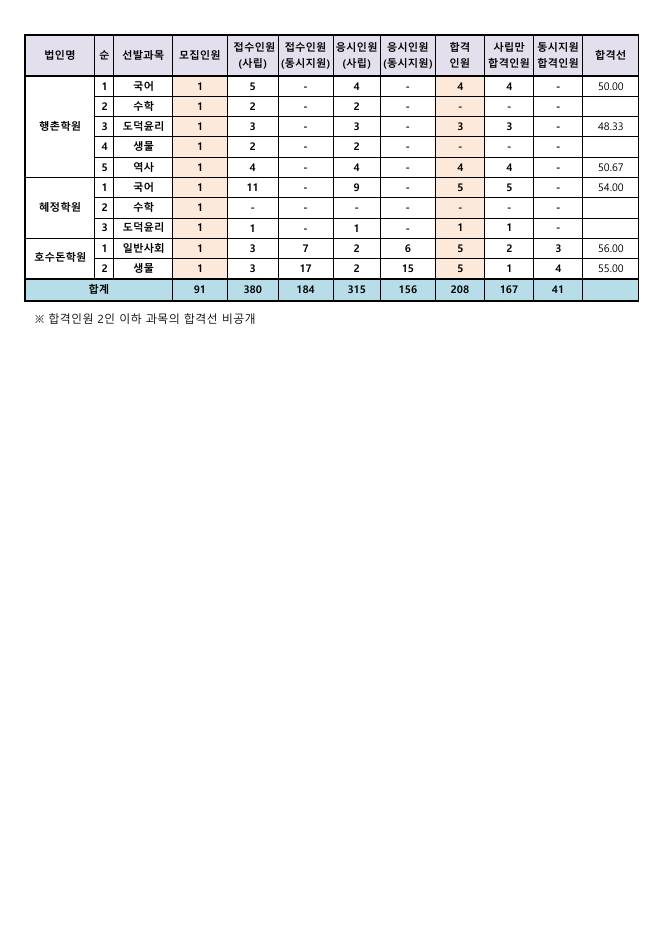 법인명 순 선발과목 모집인원 접수인원 (사립) 접수인원 (동시지원) 응시인원 (사립) 응시인원 (동시지원) 합격 인원 사립만 합격인원 동시지원 합격인원 합격선
행촌학원 1 국어 1 5 - 4 - 4 4 - 50.00
2 수학 1 2 - 2 - - - -
3 도덕윤리 1 3 - 3 - 3 3 - 48.33
4 생물 1 2 - 2 - - - -
5 역사 1 4 - 4 - 4 4 - 50.67
혜정학원 1 국어 1 11 - 9 - 5 5 - 54.00
2 수학 1 - - - - - - -
3 도덕윤리 1 1 - 1 - 1 1 -
호수돈학원 1 일반사회 1 3 7 2 6 5 2 3 56.00
2 생물 1 3 17 2 15 5 1 4 55.00
합계 91 380 184 315 156 208 167 41
※ 합격인원 2인 이하 과목의 합격선 비공개